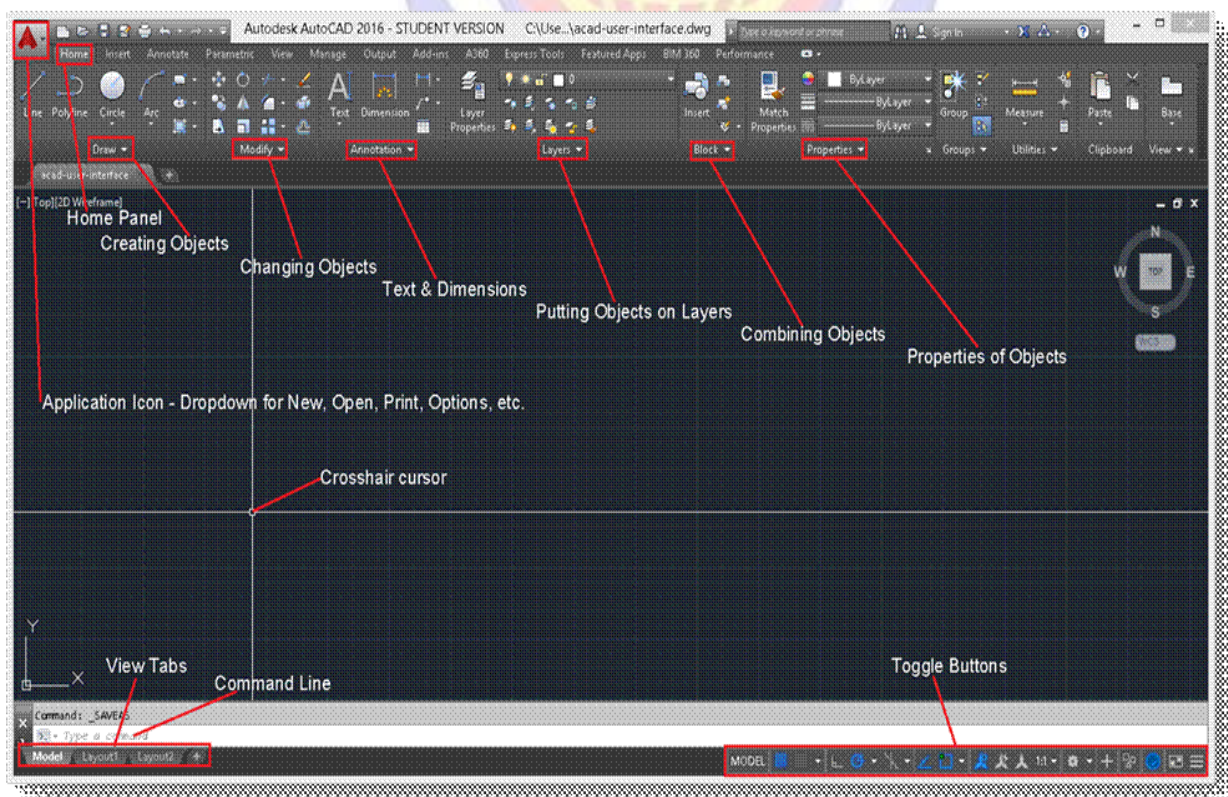 Autodesk AutoCAD 2016 - STUDENT VERSION C:\Use...\acad-user-interface.dwg Type a keyword or phrase Sign In
Home Insert Annotate Parametric View Manage Output Add-ins A360 Express Tools Featured Apps BIM 360 Performance
0 ByLayer
ByLayer
Line Polyline Circle Arc Text Dimension Layer Properties Insert Match Properties ByLayer Group Measure Paste Base
Draw Modify Annotation Layers Block Properties Groups Utilities Clipboard View
acad-user-interface
[-] Top][2D Wireframe]
Home Panel
Creating Objects
Changing Objects
Text & Dimensions
Putting Objects on Layers
Combining Objects
Properties of Objects
N
W TOP E
S
WCS
Application Icon - Dropdown for New, Open, Print, Options, etc.
Crosshair cursor
Y
X
View Tabs
Command Line
Toggle Buttons
Command: _SAVEAS
Type a command
Model Layout1 Layout2 +
MODEL 1:1